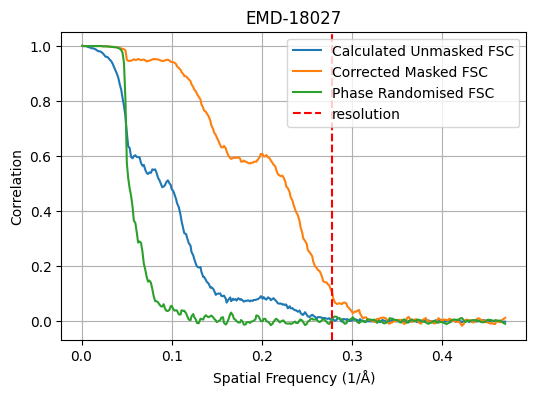 EMD-18027
1.0
0.8
0.6
0.4
0.2
0.0
Correlation
Calculated Unmasked FSC
Corrected Masked FSC
Phase Randomised FSC
resolution
0.0 0.1 0.2 0.3 0.4
Spatial Frequency (1/Å)